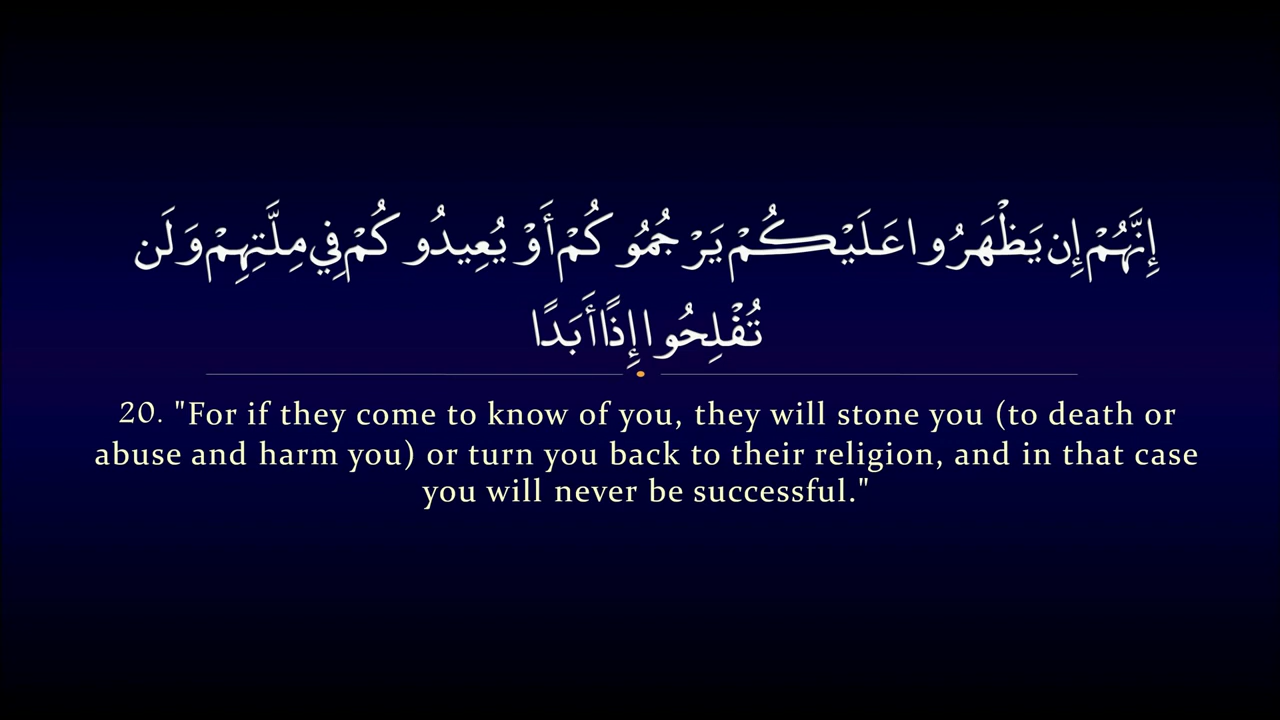 إِنَّهُمْ إِن يَظْهَرُوا عَلَيْكُمْ يَرْجُمُوكُمْ أَوْ يُعِيدُوكُمْ فِي مِلَّتِهِمْ وَلَن
تُفْلِحُوا إِذًا أَبَدًا
20. "For if they come to know of you, they will stone you (to death or
abuse and harm you) or turn you back to their religion, and in that case
you will never be successful."